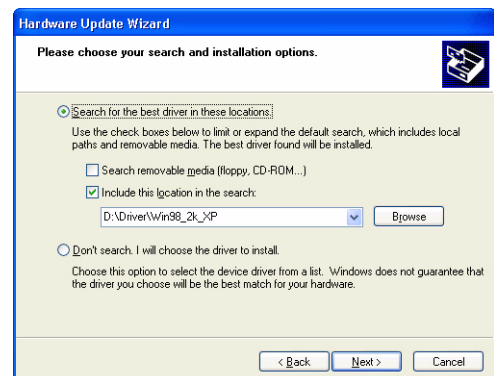 Hardware Update Wizard
Please choose your search and installation options.
Search for the best driver in these locations.
Use the check boxes below to limit or expand the default search, which includes local
paths and removable media. The best driver found will be installed.
Search removable media (floppy, CD-ROM...)
Include this location in the search:
D:\Driver\Win98_2k_XP
Browse
Don't search. I will choose the driver to install.
Choose this option to select the device driver from a list. Windows does not guarantee that
the driver you choose will be the best match for your hardware.
< Back
Next >
Cancel